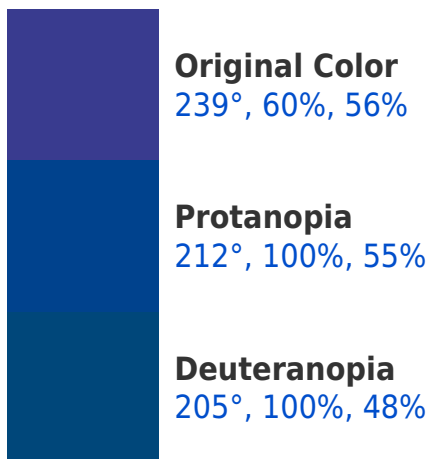 Original Color
239°, 60%, 56%
Protanopia
212°, 100%, 55%
Deuteranopia
205°, 100%, 48%